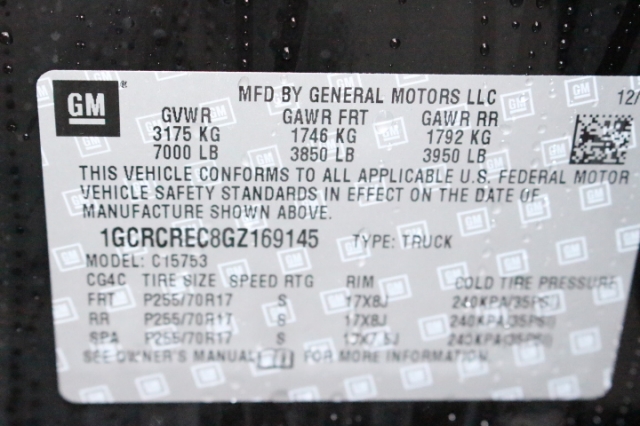 GM
MFD BY GENERAL MOTORS LLC 12/
GVWR GAWR FRT GAWR RR
3175 KG 1746 KG 1792 KG
7000 LB 3850 LB 3950 LB
THIS VEHICLE CONFORMS TO ALL APPLICABLE U.S. FEDERAL MOTOR
VEHICLE SAFETY STANDARDS IN EFFECT ON THE DATE OF
MANUFACTURE SHOWN ABOVE.
1GCRCREC8GZ169145 TYPE: TRUCK
MODEL: C15753
CG4C TIRE SIZE SPEED RTG RIM COLD TIRE PRESSURE
FRT P255/70R17 S 17X8J 240KPA(35PSI)
RR P255/70R17 S 17X8J 240KPA(35PSI)
SPA P255/70R17 S 17X7.5J 240KPA(35PSI)
SEE OWNER'S MANUAL FOR MORE INFORMATION